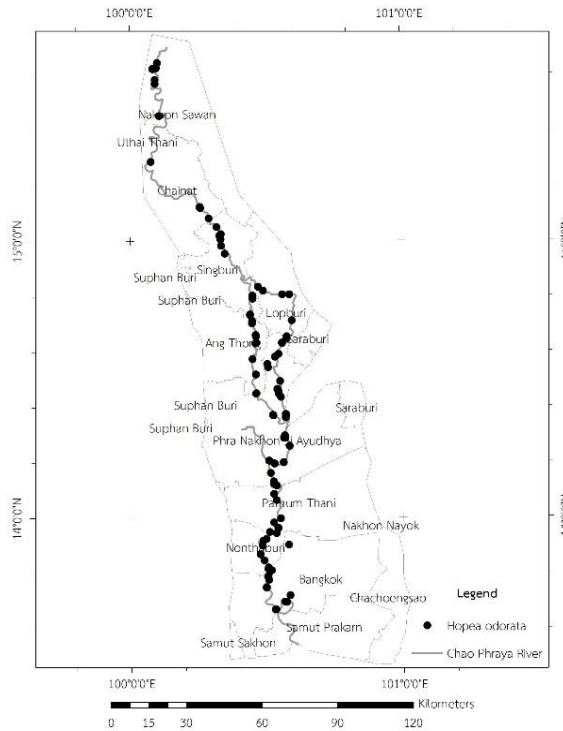 100°0'0"E
101°0'0"E
Nakhon Sawan
Uthai Thani
Chainat
15°0'0"N
Singburi
Suphan Buri
Suphan Buri
Lopburi
Ang Thong
Saraburi
Suphan Buri
Saraburi
Suphan Buri
Phra Nakhon Si Ayudhya
Patum Thani
14°0'0"N
Nakhon Nayok
Nonthaburi
Bangkok
Chachoengsao
Legend
Hopea odorata
Samut Prakarn
Chao Phraya River
Samut Sakhon
100°0'0"E
101°0'0"E
Kilometers
0 15 30 60 90 120